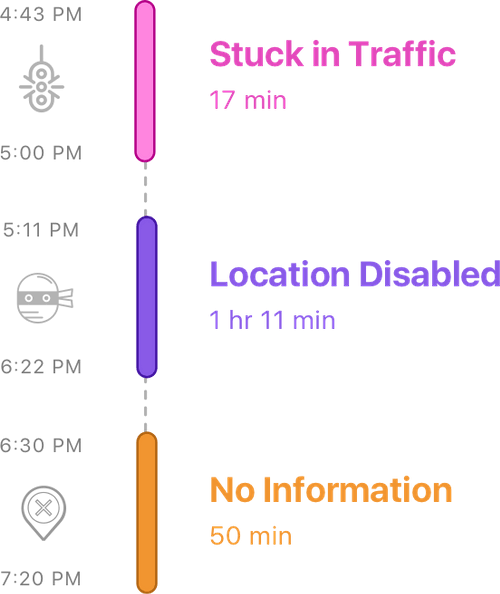 4:43 PM
Stuck in Traffic
17 min
5:00 PM
5:11 PM
Location Disabled
1 hr 11 min
6:22 PM
6:30 PM
No Information
50 min
7:20 PM